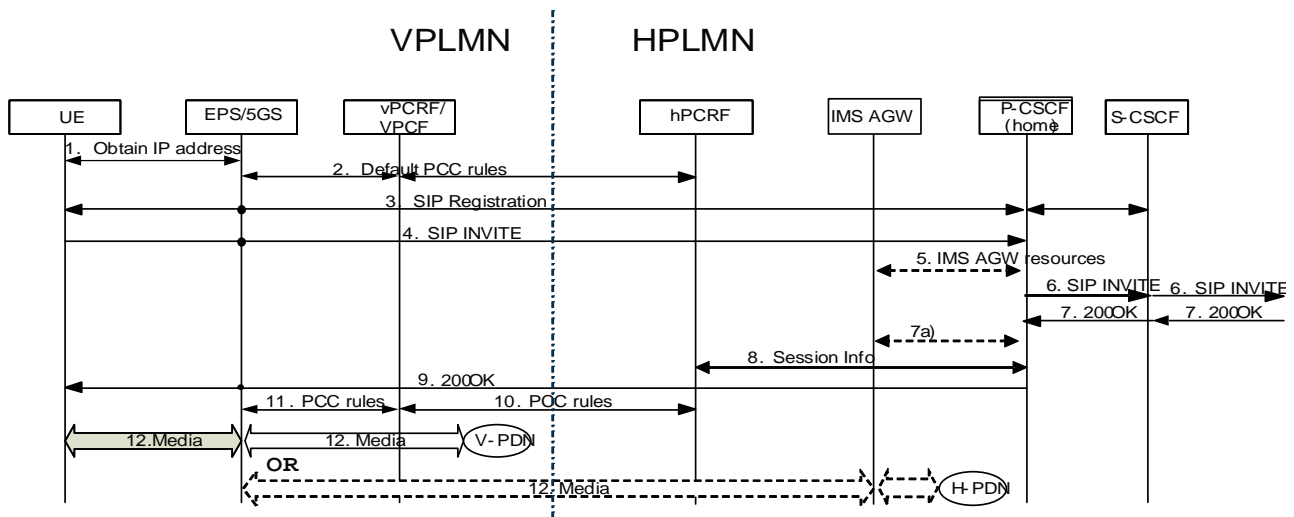 VPLMN HPLMN
UE
EPS/5GS
vPCRF/
VPCF
hPCRF
IMS AGW
P-CSCF
(home)
S-CSCF
1. Obtain IP address
2. Default PCC rules
3. SIP Registration
4. SIP INVITE
5. IMS AGW resources
6. SIP INVITE
6. SIP INVITE
7. 200OK
7. 200OK
7a)
8. Session Info
9. 200OK
11. PCC rules
10. PCC rules
12.Media
12. Media
V-PDN
OR
12. Media
H-PDN